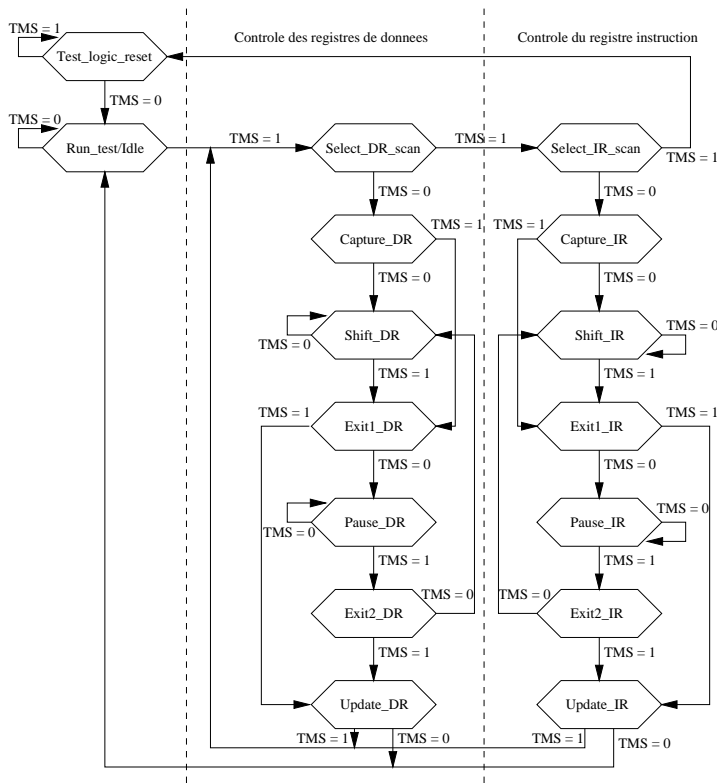 TMS = 1
Controle des registres de donnees
Controle du registre instruction
Test_logic_reset
TMS = 0
TMS = 0
Run_test/Idle
TMS = 1
Select_DR_scan
TMS = 1
Select_IR_scan
TMS = 1
TMS = 0
TMS = 0
Capture_DR
TMS = 1
TMS = 1
Capture_IR
TMS = 0
TMS = 0
Shift_DR
TMS = 0
Shift_IR
TMS = 0
TMS = 1
TMS = 1
TMS = 1
Exit1_DR
Exit1_IR
TMS = 1
TMS = 0
TMS = 0
Pause_DR
TMS = 0
Pause_IR
TMS = 0
TMS = 1
TMS = 1
Exit2_DR
TMS = 0
TMS = 0
Exit2_IR
TMS = 1
TMS = 1
Update_DR
Update_IR
TMS = 1
TMS = 0
TMS = 1
TMS = 0